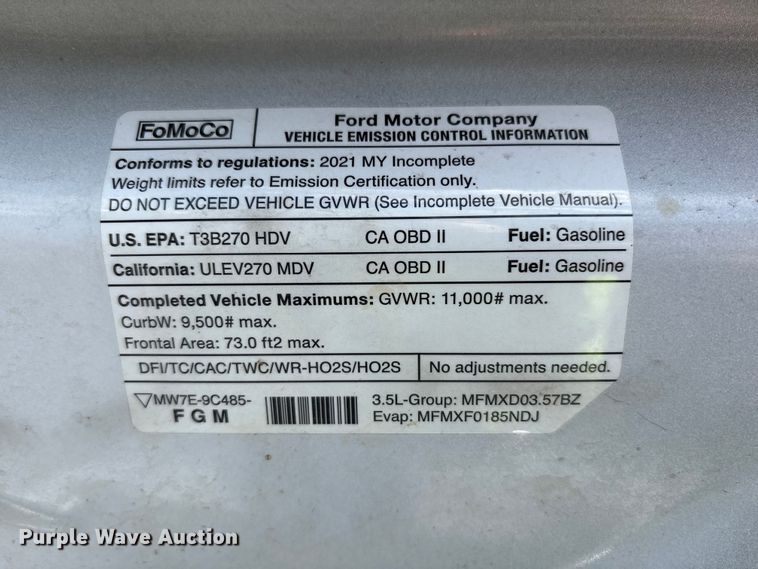 FoMoCo
Ford Motor Company
VEHICLE EMISSION CONTROL INFORMATION
Conforms to regulations: 2021 MY Incomplete
Weight limits refer to Emission Certification only.
DO NOT EXCEED VEHICLE GVWR (See Incomplete Vehicle Manual).
U.S. EPA: T3B270 HDV CA OBD II Fuel: Gasoline
California: ULEV270 MDV CA OBD II Fuel: Gasoline
Completed Vehicle Maximums: GVWR: 11,000# max.
CurbW: 9,500# max.
Frontal Area: 73.0 ft2 max.
DFI/TC/CAC/TWC/WR-HO2S/HO2S No adjustments needed.
MW7E-9C485- 3.5L-Group: MFMXD03.57BZ
FGM Evap: MFMXF0185NDJ
Purple Wave Auction